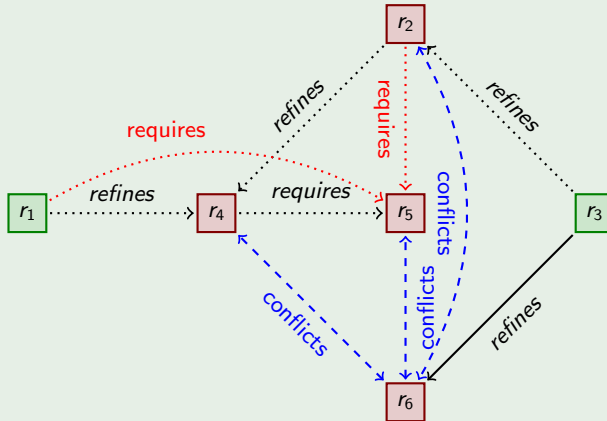 r2
refines
requires
refines
requires
r1
refines
r4
requires
r5
conflicts
r3
conflicts
conflicts
refines
r6